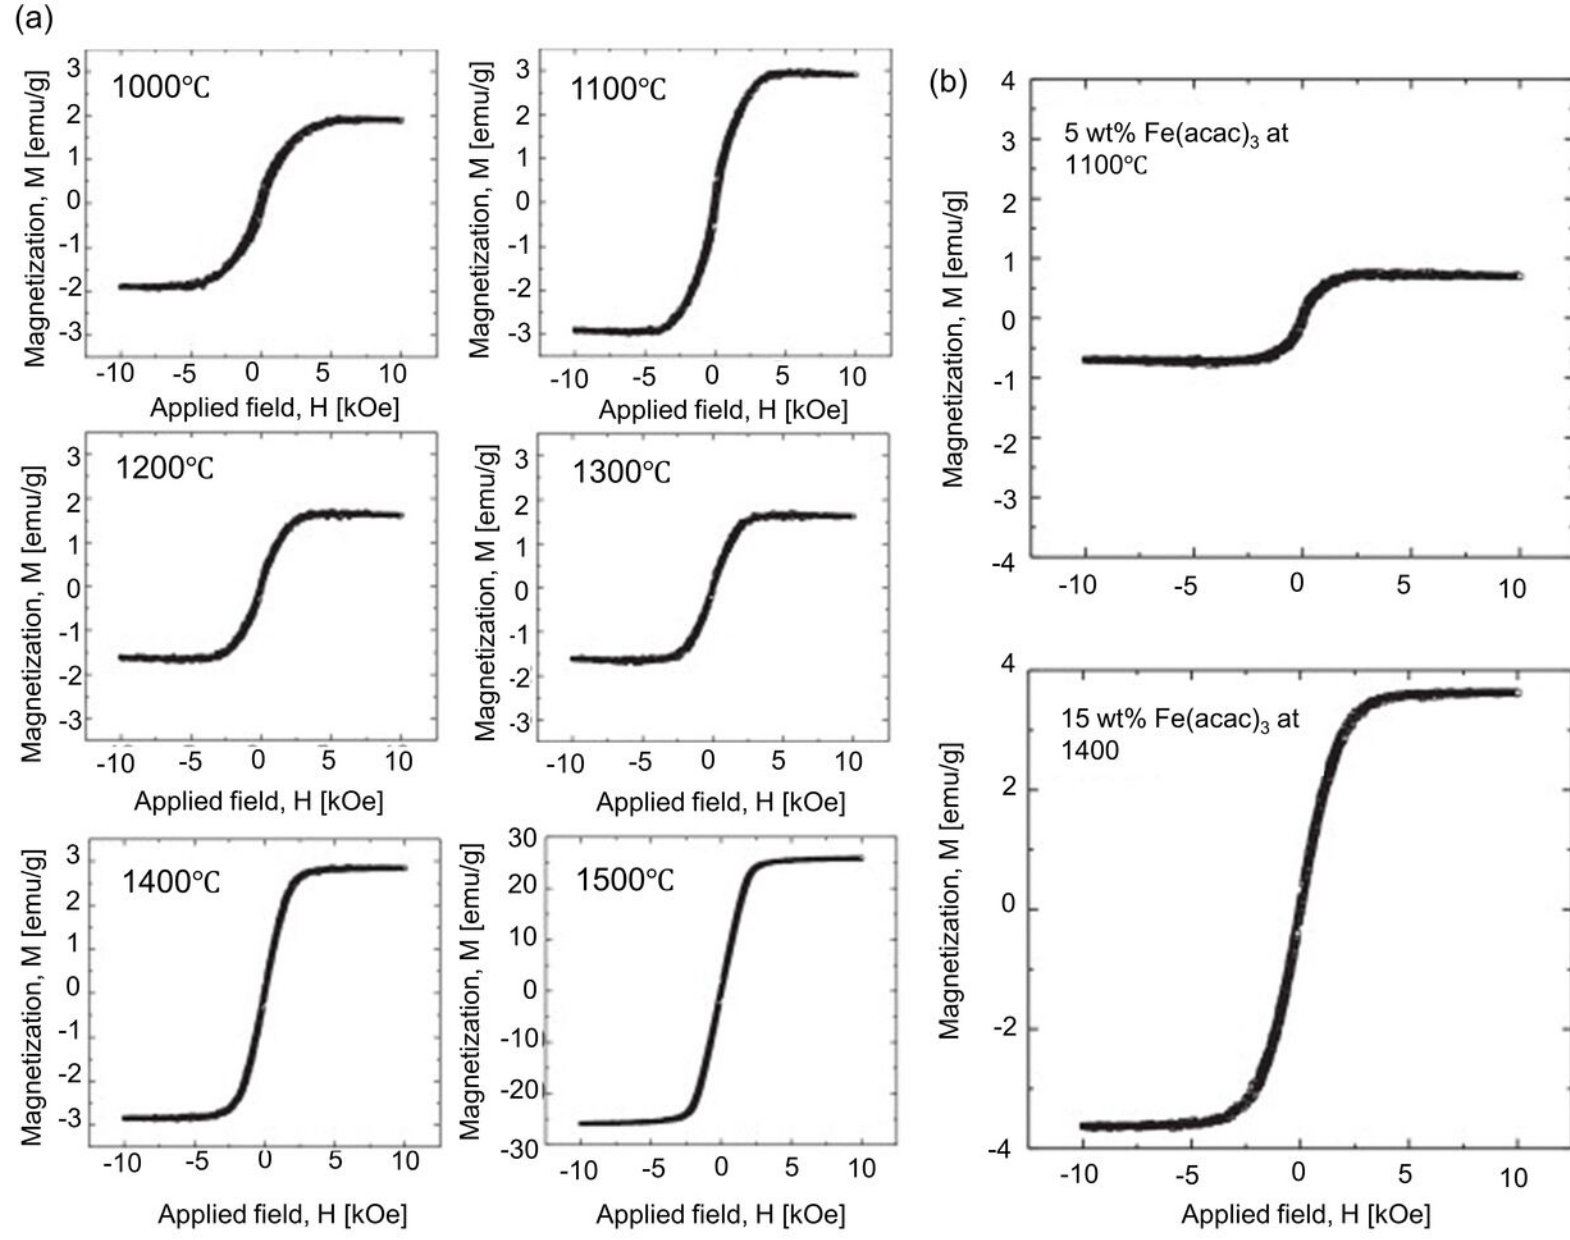 (a)
3
2
1
0
-1
-2
-3
Magnetization, M [emu/g]
1000℃
-10 -5 0 5 10
Applied field, H [kOe]
3
2
1
0
-1
-2
-3
Magnetization, M [emu/g]
1100℃
-10 -5 0 5 10
Applied field, H [kOe]
3
2
1
0
-1
-2
-3
Magnetization, M [emu/g]
1200℃
-10 -5 0 5 10
Applied field, H [kOe]
3
2
1
0
-1
-2
-3
Magnetization, M [emu/g]
1300℃
-10 -5 0 5 10
Applied field, H [kOe]
3
2
1
0
-1
-2
-3
Magnetization, M [emu/g]
1400℃
-10 -5 0 5 10
Applied field, H [kOe]
30
20
10
0
-10
-20
-30
Magnetization, M [emu/g]
1500℃
-10 -5 0 5 10
Applied field, H [kOe]
(b)
4
3
2
1
0
-1
-2
-3
-4
Magnetization, M [emu/g]
5 wt% Fe(acac)₃ at
1100℃
-10 -5 0 5 10
4
2
0
-2
-4
Magnetization, M [emu/g]
15 wt% Fe(acac)₃ at
1400
-10 -5 0 5 10
Applied field, H [kOe]